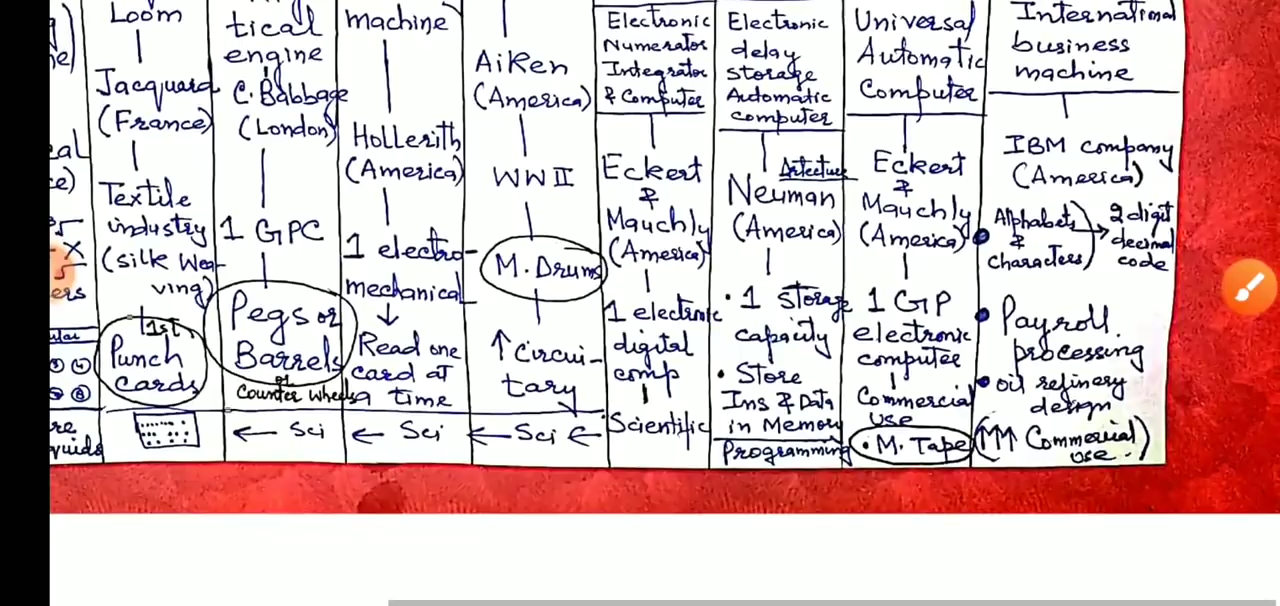 Loom
Jacquard
(France)
Textile
industry
(silk Wea-
ving)
1st
Punch
cards
tical
engine
C. Babbage
(London)
1 GPC
Pegs or
Barrels
or
Counter Wheels
← Sci
machine
Hollerith
(America)
1 electro-
mechanical
↓
Read one
card at
a time
← Sci
Aiken
(America)
WW II
M. Drums
↑ Circui-
tary
← Sci ←
Electronic
Numerator
Integrator
& Computer
Eckert
&
Mauchly
(America)
1 electronic
digital
comp
Scientific
Electronic
delay
storage
Automatic
computer
Neuman
(America)
• 1 storage
capacity
• Store
Ins & Data
in Memory
Programming
Universal
Automatic
Computer
Eckert
&
Mauchly
(America)
1 GP
electronic
computer
Commercial
use
• M. Tape
International
business
machine
IBM company
(America)
Alphabets
&
characters
→ 2 digit
decimal
code
Payroll
processing
oil refinery
design
(↑↑↑ Commercial
use.)